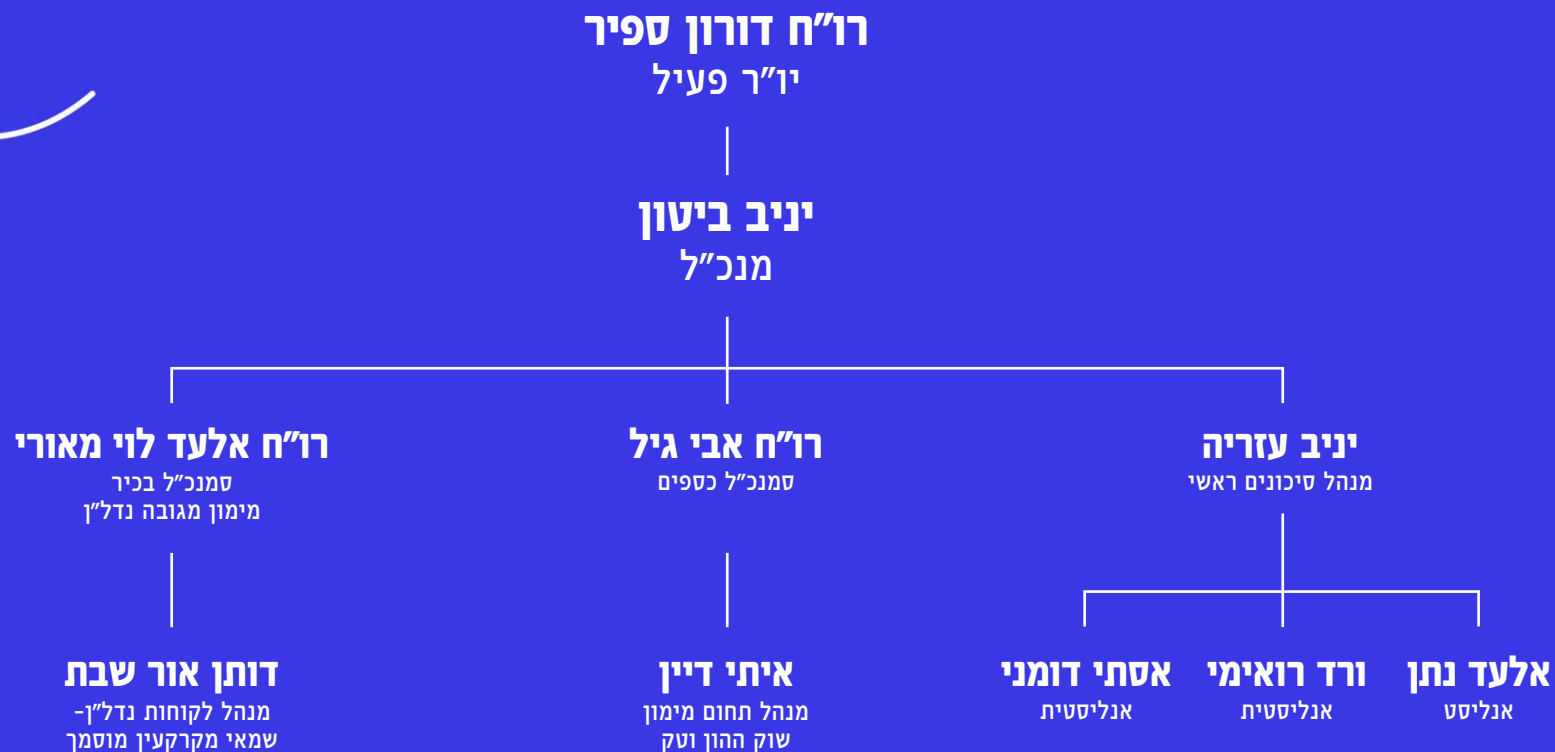 רו״ח דורון ספיר
יו״ר פעיל
יניב ביטון
מנכ״ל
יניב עזריה
מנהל סיכונים ראשי
רו״ח אבי גיל
סמנכ״ל כספים
רו״ח אלעד לוי מאורי
סמנכ״ל בכיר
מימון מגובה נדל״ן
אלעד נתן
אנליסט
ורד רואימי
אנליסטית
אסתי דומני
אנליסטית
איתי דיין
מנהל תחום מימון
שוק ההון וטק
דותן אור שבת
מנהל לקוחות נדל״ן-
שמאי מקרקעין מוסמך